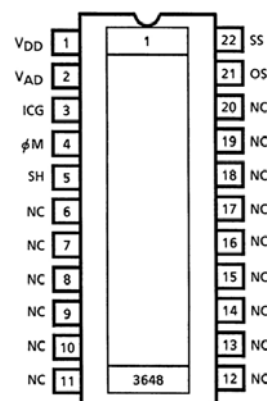 VDD 1 1 22 SS
VAD 2 21 OS
ICG 3 20 NC
ϕM 4 19 NC
SH 5 18 NC
NC 6 17 NC
NC 7 16 NC
NC 8 15 NC
NC 9 14 NC
NC 10 13 NC
NC 11 3648 12 NC